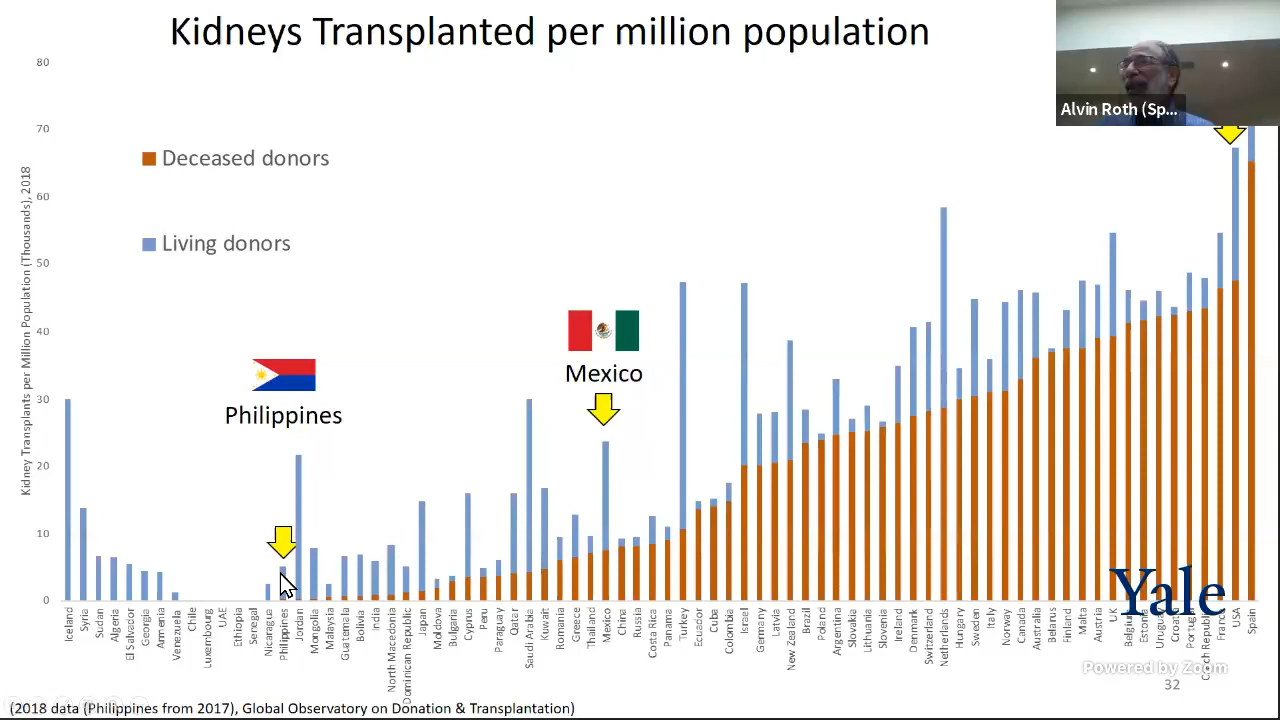 Kidneys Transplanted per million population
Alvin Roth (Sp...
80
70
60
50
40
30
20
10
0
Kidney Transplants per Million Population (Thousands), 2018
Deceased donors
Living donors
Philippines
Mexico
Iceland
Syria
Sudan
Algeria
El Salvador
Georgia
Armenia
Venezuela
Chile
Luxembourg
UAE
Ethiopia
Senegal
Nicaragua
Philippines
Jordan
Mongolia
Malaysia
Guatemala
Bolivia
India
North Macedonia
Dominican Republic
Japan
Moldova
Bulgaria
Cyprus
Peru
Paraguay
Qatar
Saudi Arabia
Kuwait
Romania
Greece
Thailand
Mexico
China
Russia
Costa Rica
Panama
Turkey
Ecuador
Cuba
Colombia
Israel
Germany
Latvia
New Zealand
Brazil
Poland
Argentina
Slovakia
Lithuania
Slovenia
Ireland
Denmark
Switzerland
Netherlands
Hungary
Sweden
Italy
Norway
Canada
Australia
Belarus
Finland
Malta
Austria
UK
Belgium
Estonia
Uruguay
Croatia
Portugal
Czech Republic
France
USA
Spain
Yale
Powered by Zoom
32
(2018 data (Philippines from 2017), Global Observatory on Donation & Transplantation)